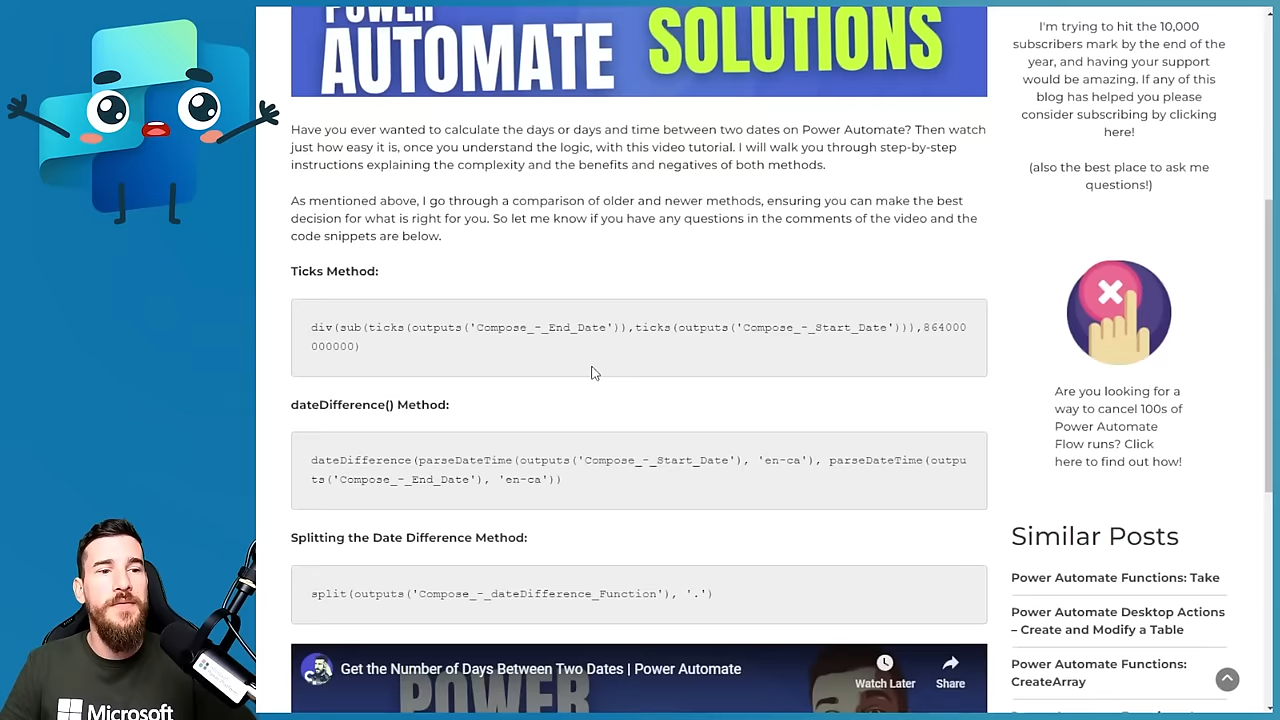 POWER
AUTOMATE
SOLUTIONS
Have you ever wanted to calculate the days or days and time between two dates on Power Automate? Then watch
just how easy it is, once you understand the logic, with this video tutorial. I will walk you through step-by-step
instructions explaining the complexity and the benefits and negatives of both methods.
As mentioned above, I go through a comparison of older and newer methods, ensuring you can make the best
decision for what is right for you. So let me know if you have any questions in the comments of the video and the
code snippets are below.
Ticks Method:
div(sub(ticks(outputs('Compose_-_End_Date')),ticks(outputs('Compose_-_Start_Date'))),864000
000000)
dateDifference() Method:
dateDifference(parseDateTime(outputs('Compose_-_Start_Date'), 'en-ca'), parseDateTime(outpu
ts('Compose_-_End_Date'), 'en-ca'))
Splitting the Date Difference Method:
split(outputs('Compose_-_dateDifference_Function'), '.')
Get the Number of Days Between Two Dates | Power Automate
Watch Later
Share
POWER
I'm trying to hit the 10,000
subscribers mark by the end of the
year, and having your support
would be amazing. If any of this
blog has helped you please
consider subscribing by clicking
here!
(also the best place to ask me
questions!)
Are you looking for a
way to cancel 100s of
Power Automate
Flow runs? Click
here to find out how!
Similar Posts
Power Automate Functions: Take
Power Automate Desktop Actions
– Create and Modify a Table
Power Automate Functions:
CreateArray
Microsoft